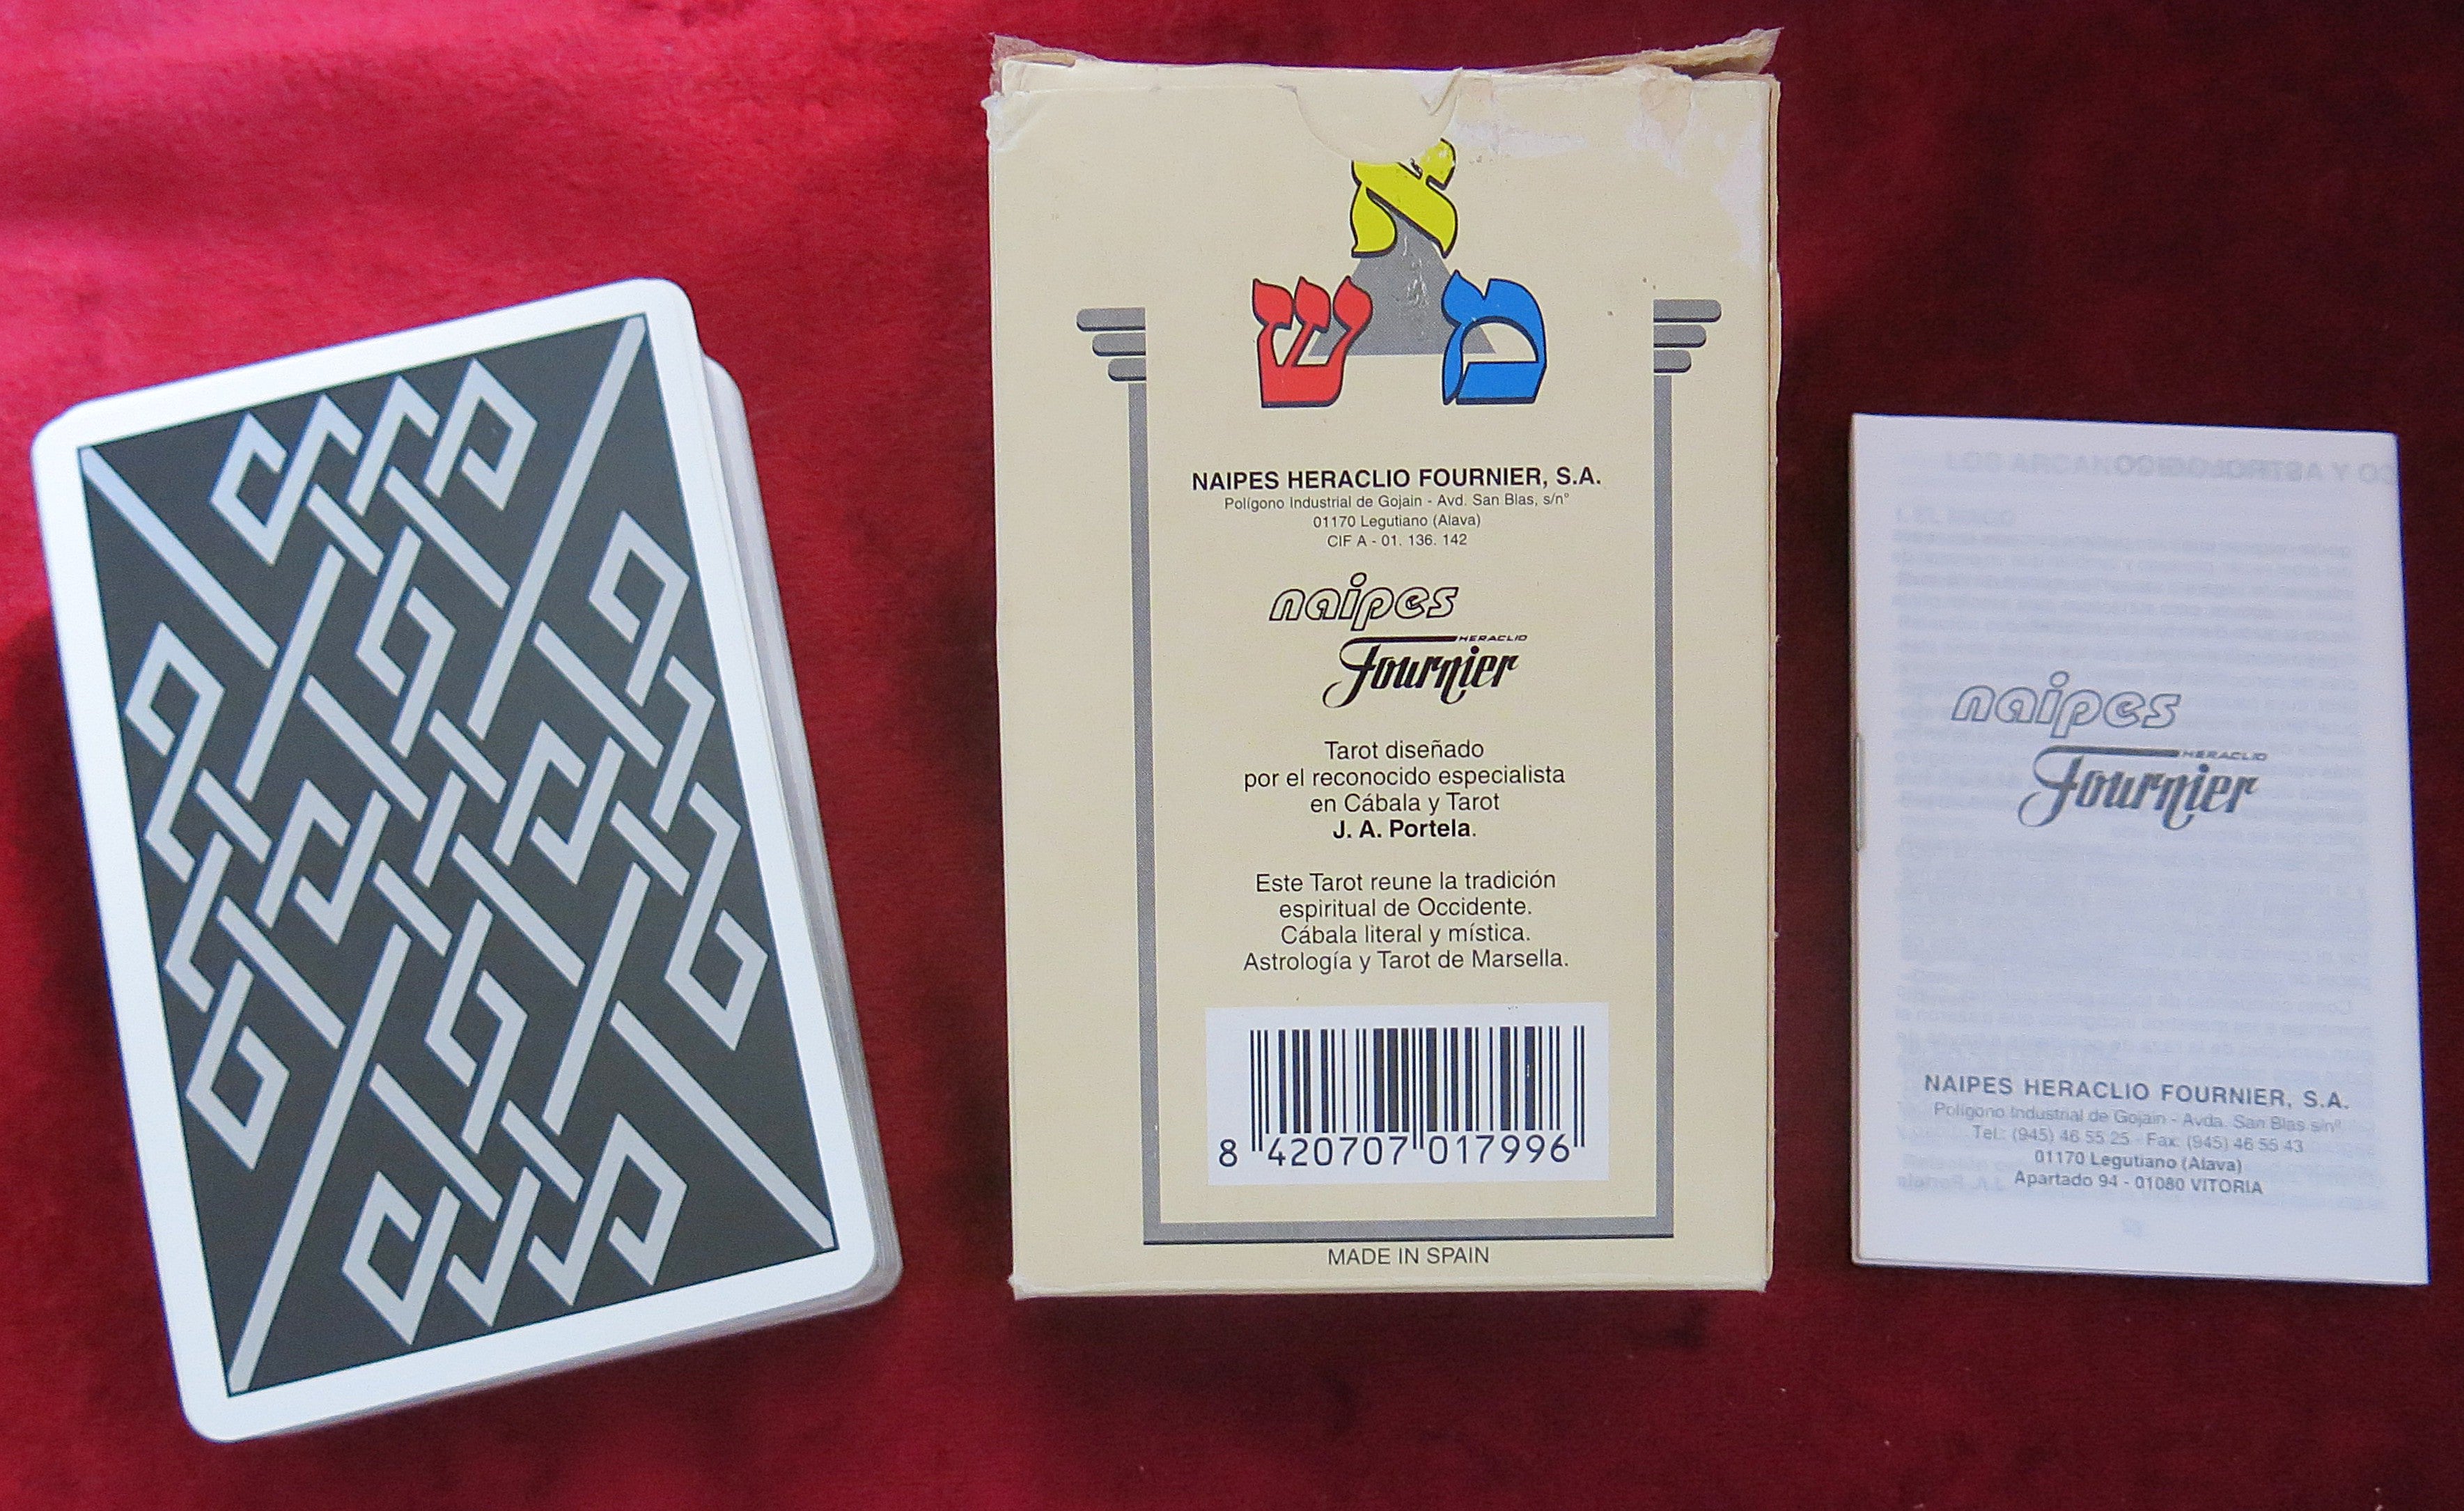 א
ש מ
NAIPES HERACLIO FOURNIER, S.A.
Polígono Industrial de Gojain - Avd. San Blas, s/nº
01170 Legutiano (Alava)
CIF A - 01. 136. 142
naipes
HERACLIO
Fournier
Tarot diseñado
por el reconocido especialista
en Cábala y Tarot
J. A. Portela.
Este Tarot reune la tradición
espiritual de Occidente.
Cábala literal y mística.
Astrología y Tarot de Marsella.
8 420707 017996
MADE IN SPAIN
naipes
HERACLIO
Fournier
NAIPES HERACLIO FOURNIER, S.A.
Polígono Industrial de Gojain - Avda. San Blas s/nº
Tel.: (945) 46 55 25 - Fax: (945) 46 55 43
01170 Legutiano (Alava)
Apartado 94 - 01080 VITORIA